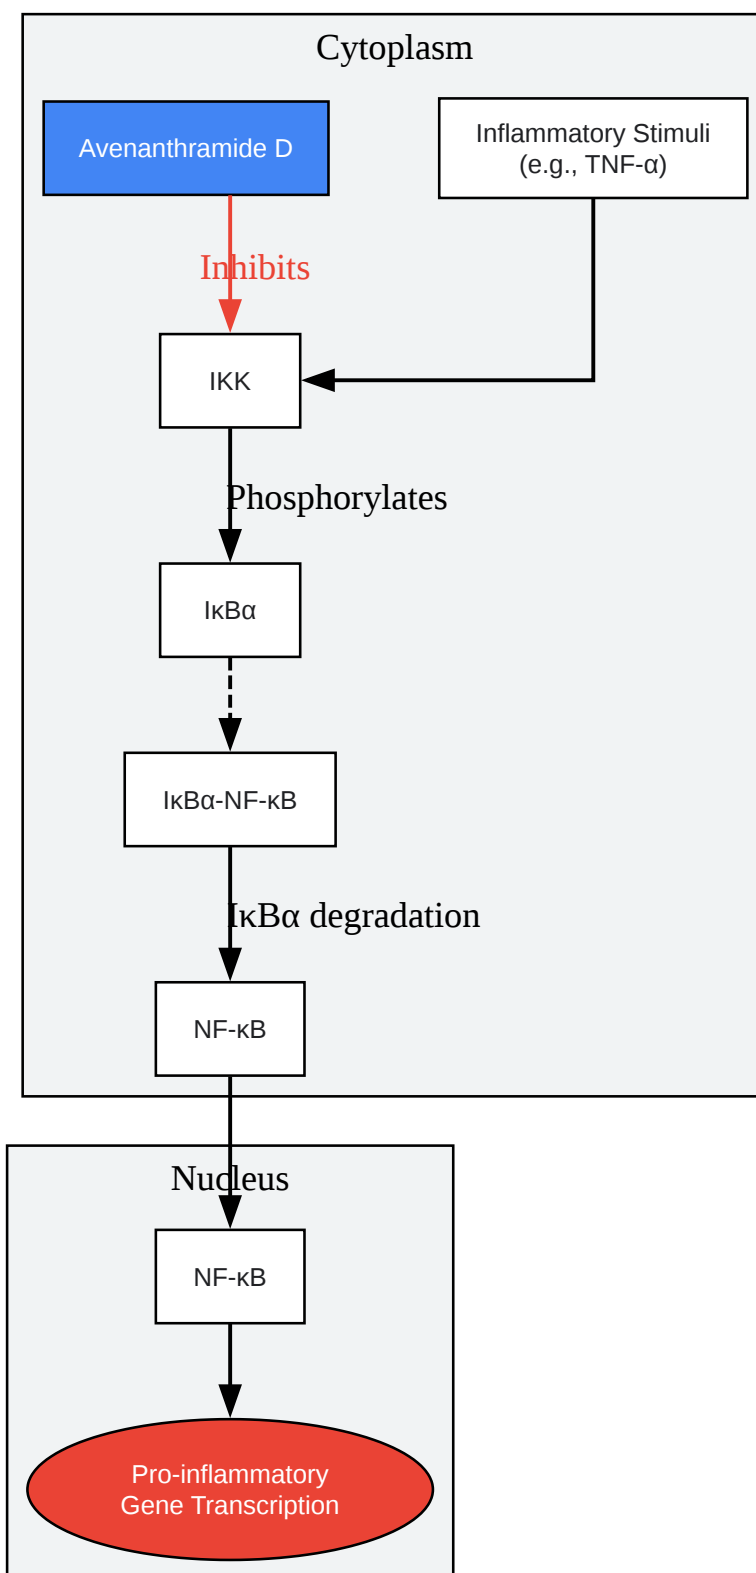 Cytoplasm
Avenanthramide D
Inflammatory Stimuli
(e.g., TNF-α)
Inhibits
IKK
Phosphorylates
IκBα
IκBα-NF-κB
IκBα degradation
NF-κB
Nucleus
NF-κB
Pro-inflammatory
Gene Transcription